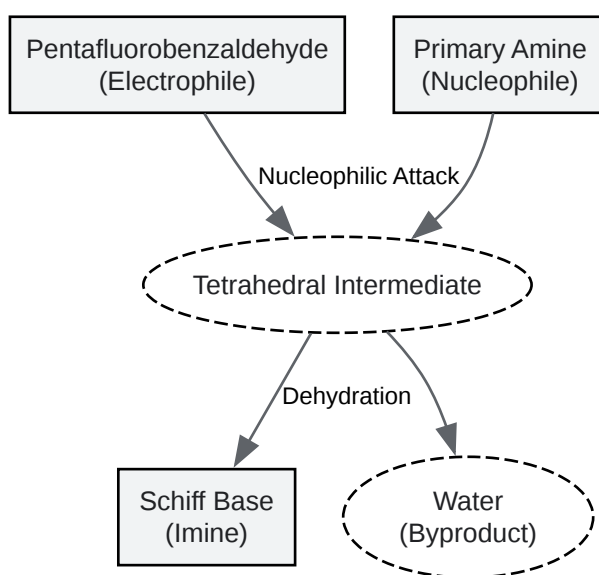 Pentafluorobenzaldehyde
(Electrophile)
Primary Amine
(Nucleophile)
Nucleophilic Attack
Tetrahedral Intermediate
Dehydration
Schiff Base
(Imine)
Water
(Byproduct)